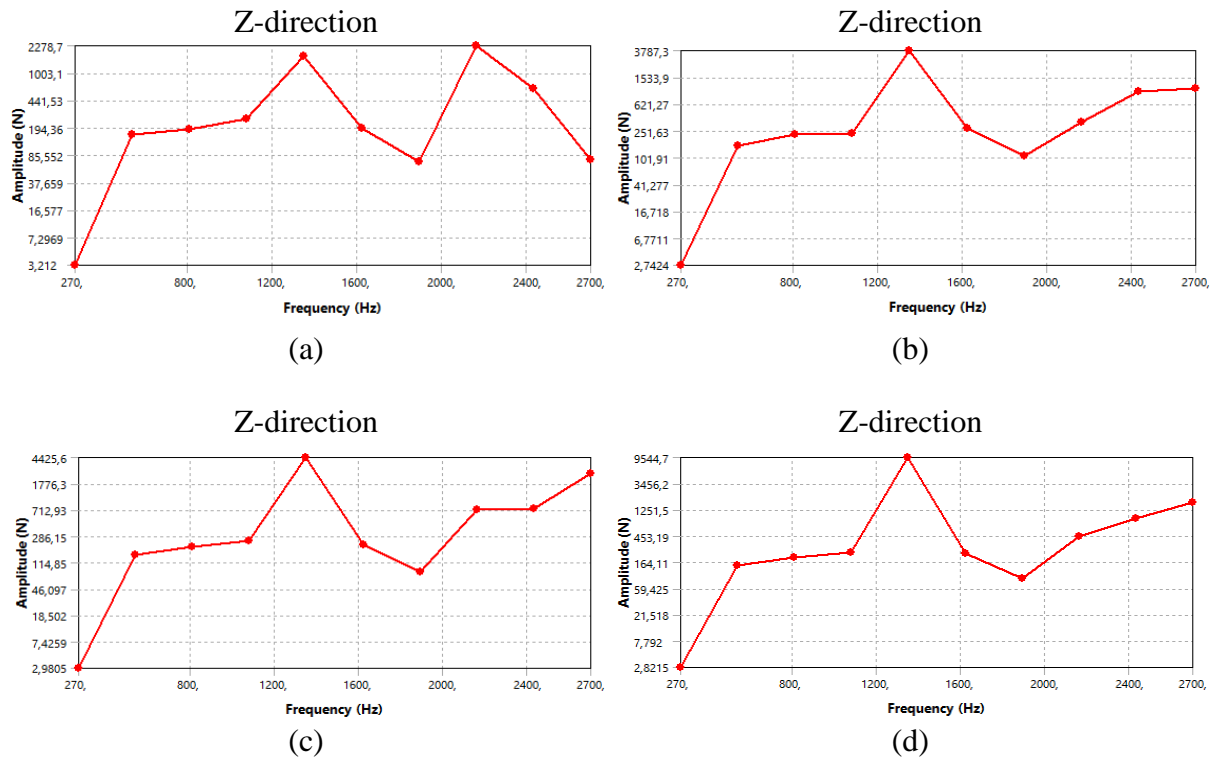 Z-direction
Amplitude (N)
2278,7
1003,1
441,53
194,36
85,552
37,659
16,577
7,2969
3,212
270, 800, 1200, 1600, 2000, 2400, 2700,
Frequency (Hz)
(a)
Z-direction
Amplitude (N)
3787,3
1533,9
621,27
251,63
101,91
41,277
16,718
6,7711
2,7424
270, 800, 1200, 1600, 2000, 2400, 2700,
Frequency (Hz)
(b)
Z-direction
Amplitude (N)
4425,6
1776,3
712,93
286,15
114,85
46,097
18,502
7,4259
2,9805
270, 800, 1200, 1600, 2000, 2400, 2700,
Frequency (Hz)
(c)
Z-direction
Amplitude (N)
9544,7
3456,2
1251,5
453,19
164,11
59,425
21,518
7,792
2,8215
270, 800, 1200, 1600, 2000, 2400, 2700,
Frequency (Hz)
(d)